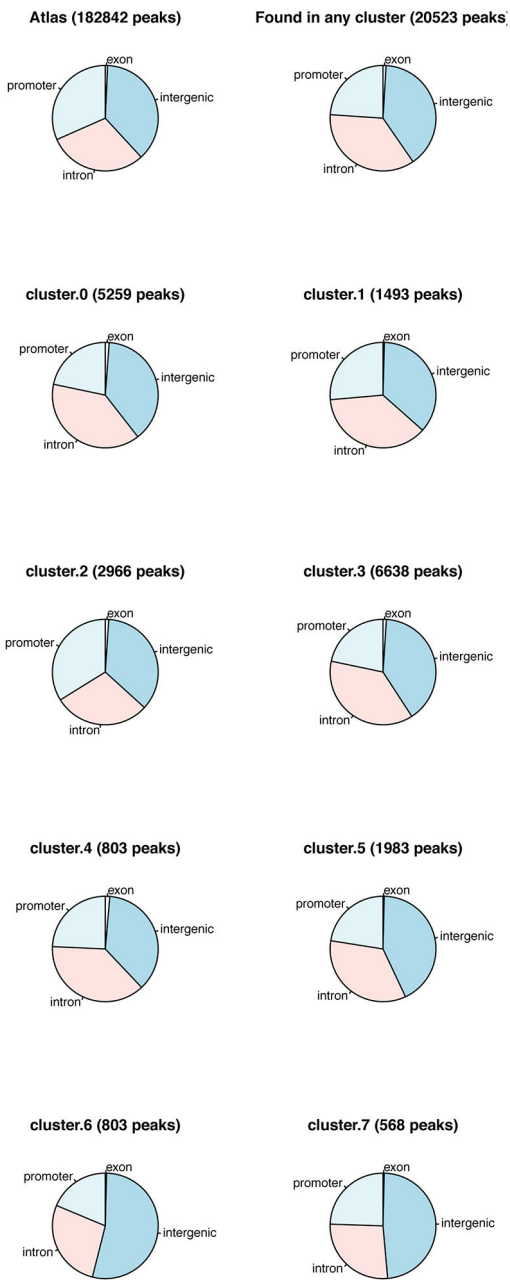 Atlas (182842 peaks)
Found in any cluster (20523 peaks)
exon
promoter
intergenic
intron
exon
promoter
intergenic
intron
cluster.0 (5259 peaks)
cluster.1 (1493 peaks)
exon
promoter
intergenic
intron
exon
promoter
intergenic
intron
cluster.2 (2966 peaks)
cluster.3 (6638 peaks)
exon
promoter
intergenic
intron
exon
promoter
intergenic
intron
cluster.4 (803 peaks)
cluster.5 (1983 peaks)
exon
promoter
intergenic
intron
exon
promoter
intergenic
intron
cluster.6 (803 peaks)
cluster.7 (568 peaks)
exon
promoter
intergenic
intron
exon
promoter
intergenic
intron